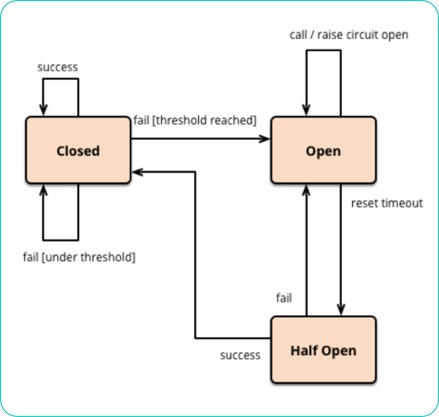 call / raise circuit open
success
fail [threshold reached]
Closed
Open
reset timeout
fail [under threshold]
fail
success
Half Open